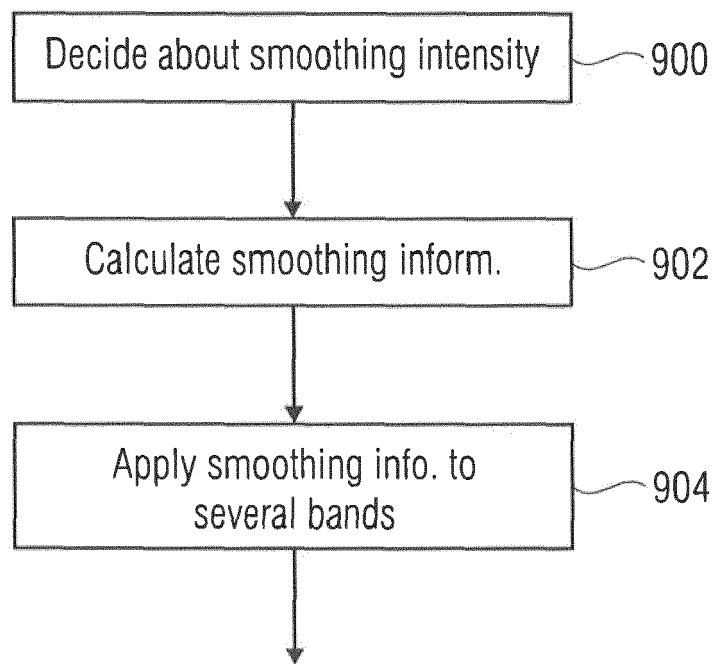 Decide about smoothing intensity 900
Calculate smoothing inform. 902
Apply smoothing info. to
several bands
904